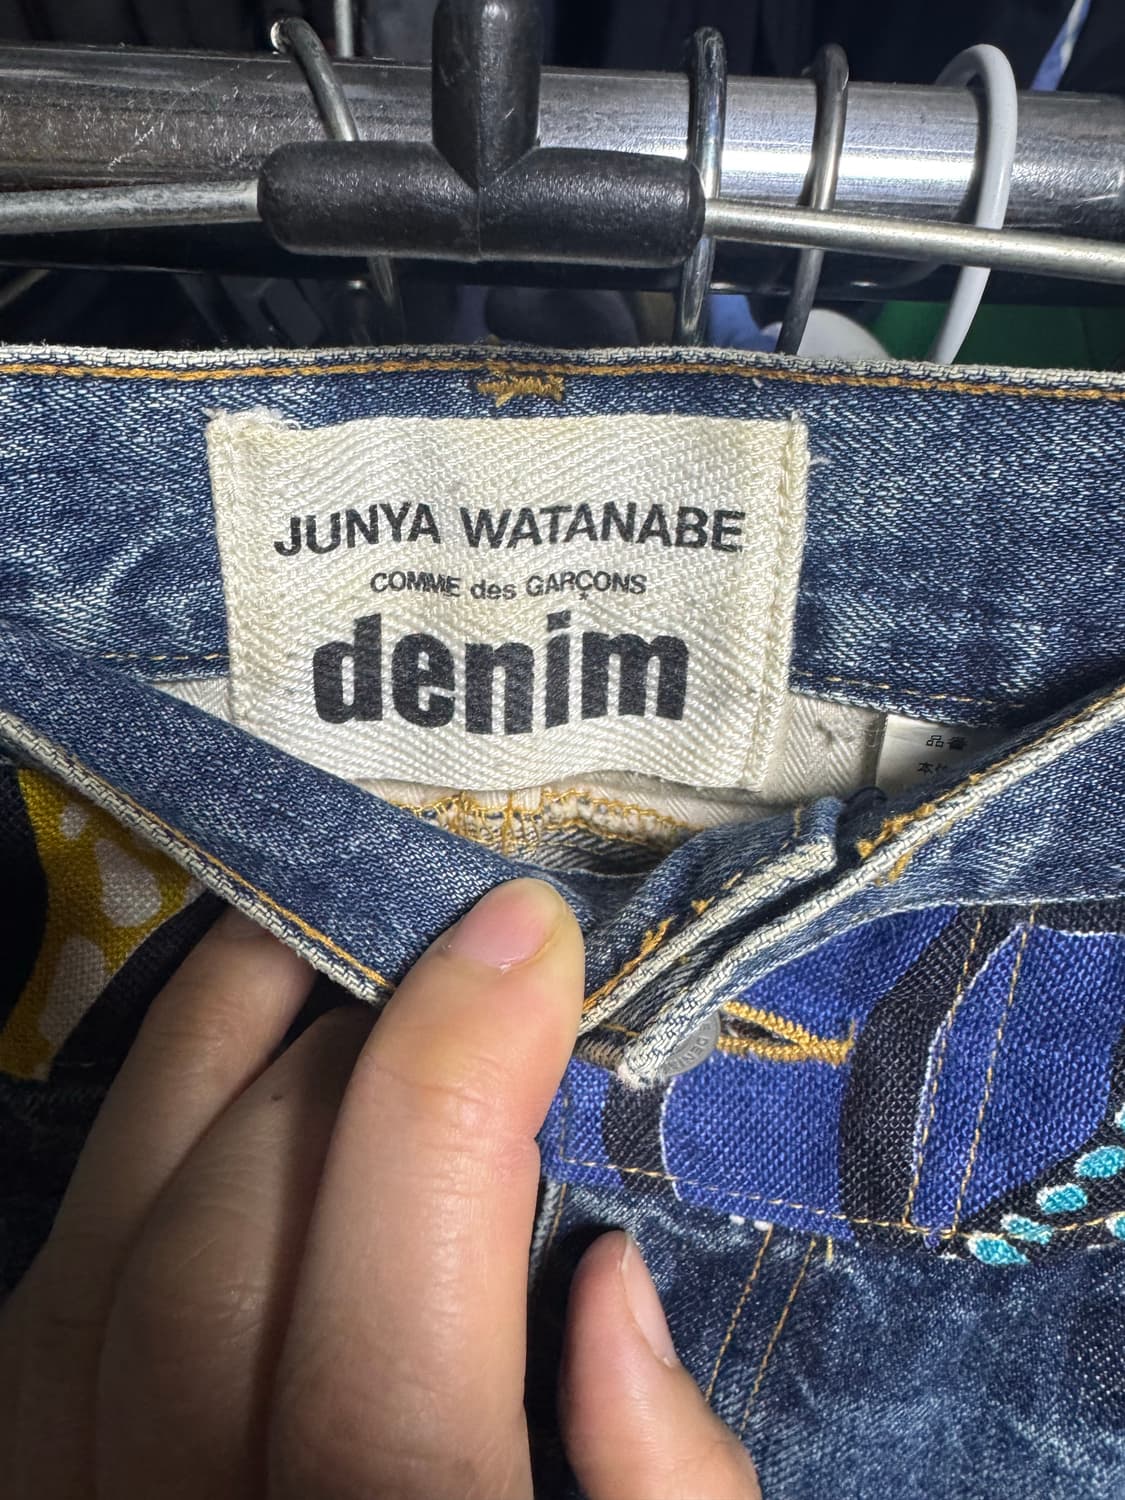 JUNYA WATANABE
COMME des GARÇONS
denim
品番